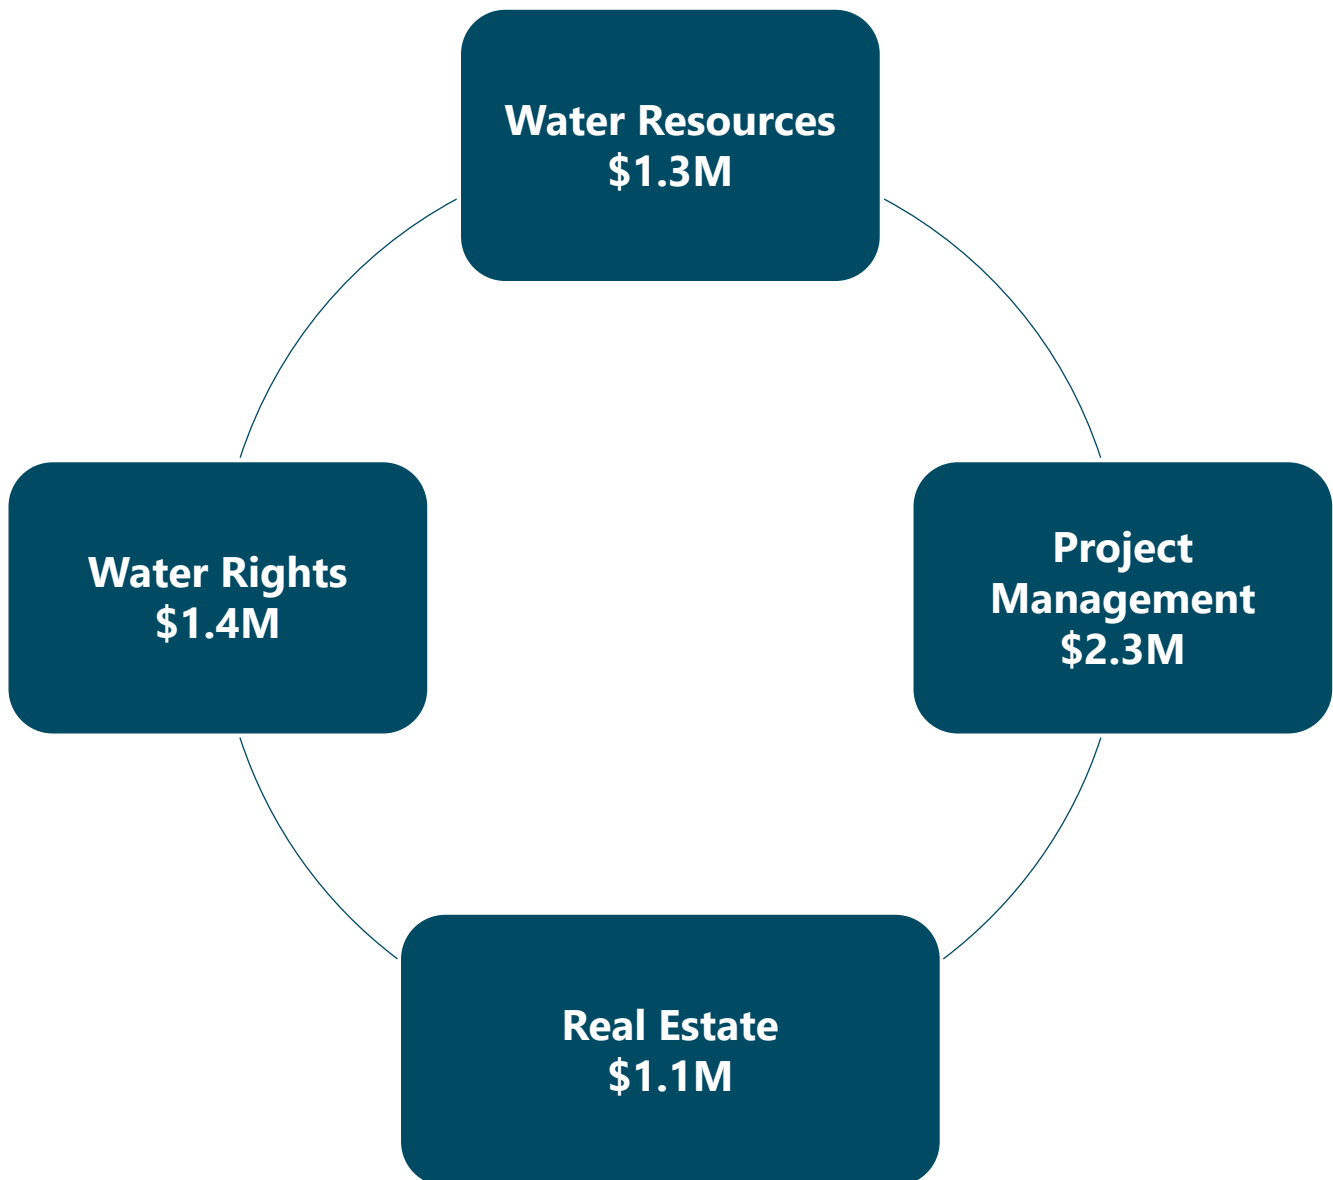 Water Resources
$1.3M
Project
Management
$2.3M
Real Estate
$1.1M
Water Rights
$1.4M